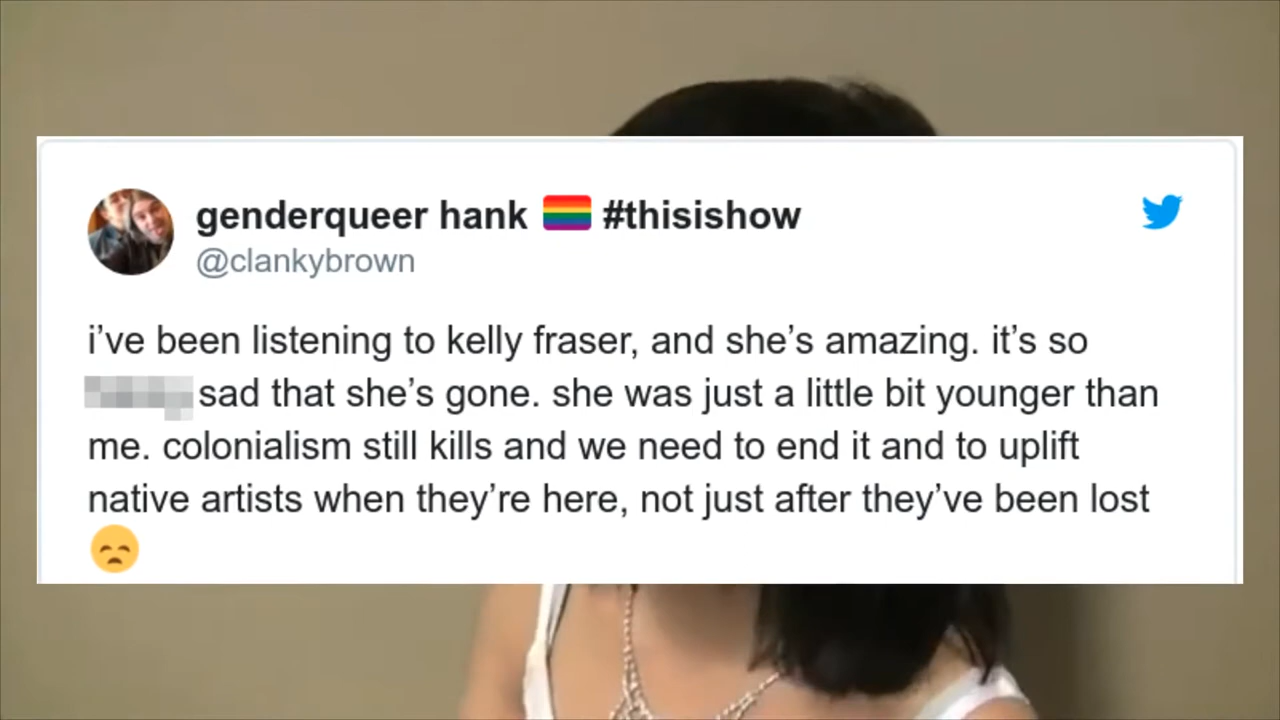 genderqueer hank 🏳️‍🌈 #thisishow
@clankybrown
i’ve been listening to kelly fraser, and she’s amazing. it’s so
sad that she’s gone. she was just a little bit younger than
me. colonialism still kills and we need to end it and to uplift
native artists when they’re here, not just after they’ve been lost
😞